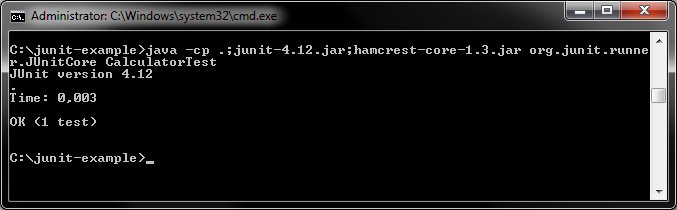 Administrator: C:\Windows\system32\cmd.exe
C:\junit-example>java -cp .;junit-4.12.jar;hamcrest-core-1.3.jar org.junit.runne
r.JUnitCore CalculatorTest
JUnit version 4.12
.
Time: 0,003
OK (1 test)
C:\junit-example>_